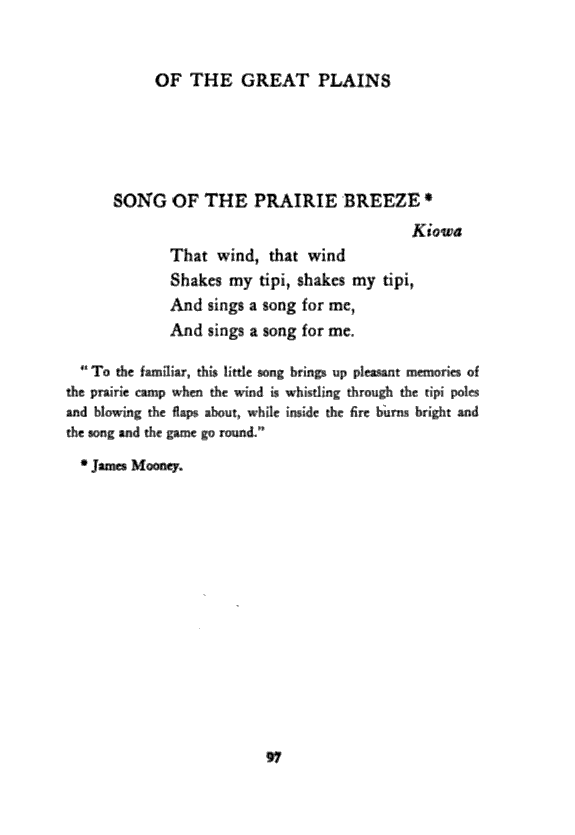 OF THE GREAT PLAINS
SONG OF THE PRAIRIE BREEZE *
Kiowa
That wind, that wind
Shakes my tipi, shakes my tipi,
And sings a song for me,
And sings a song for me.
“ To the familiar, this little song brings up pleasant memories of
the prairie camp when the wind is whistling through the tipi poles
and blowing the flaps about, while inside the fire burns bright and
the song and the game go round.”
* James Mooney.
97